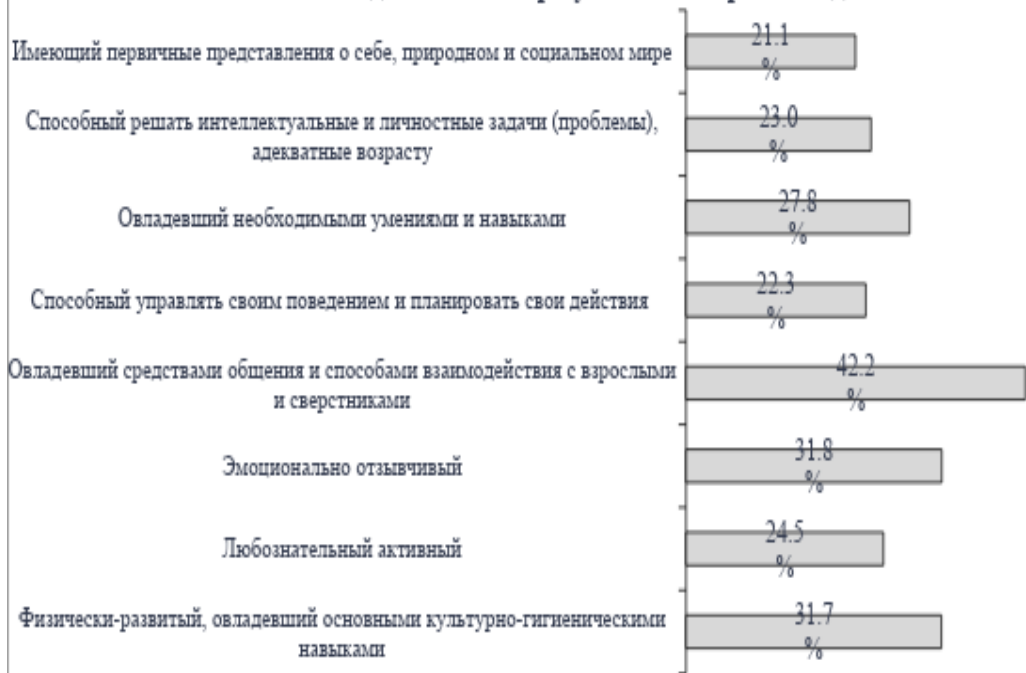 Имеющий первичные представления о себе, природном и социальном мире
21.1
%
Способный решать интеллектуальные и личностные задачи (проблемы),
адекватные возрасту
23.0
%
Овладевший необходимыми умениями и навыками
27.8
%
Способный управлять своим поведением и планировать свои действия
22.3
%
Овладевший средствами общения и способами взаимодействия с взрослыми
и сверстниками
42.2
%
Эмоционально отзывчивый
31.8
%
Любознательный активный
24.5
%
Физически-развитый, овладевший основными культурно-гигиеническими
навыками
31.7
%